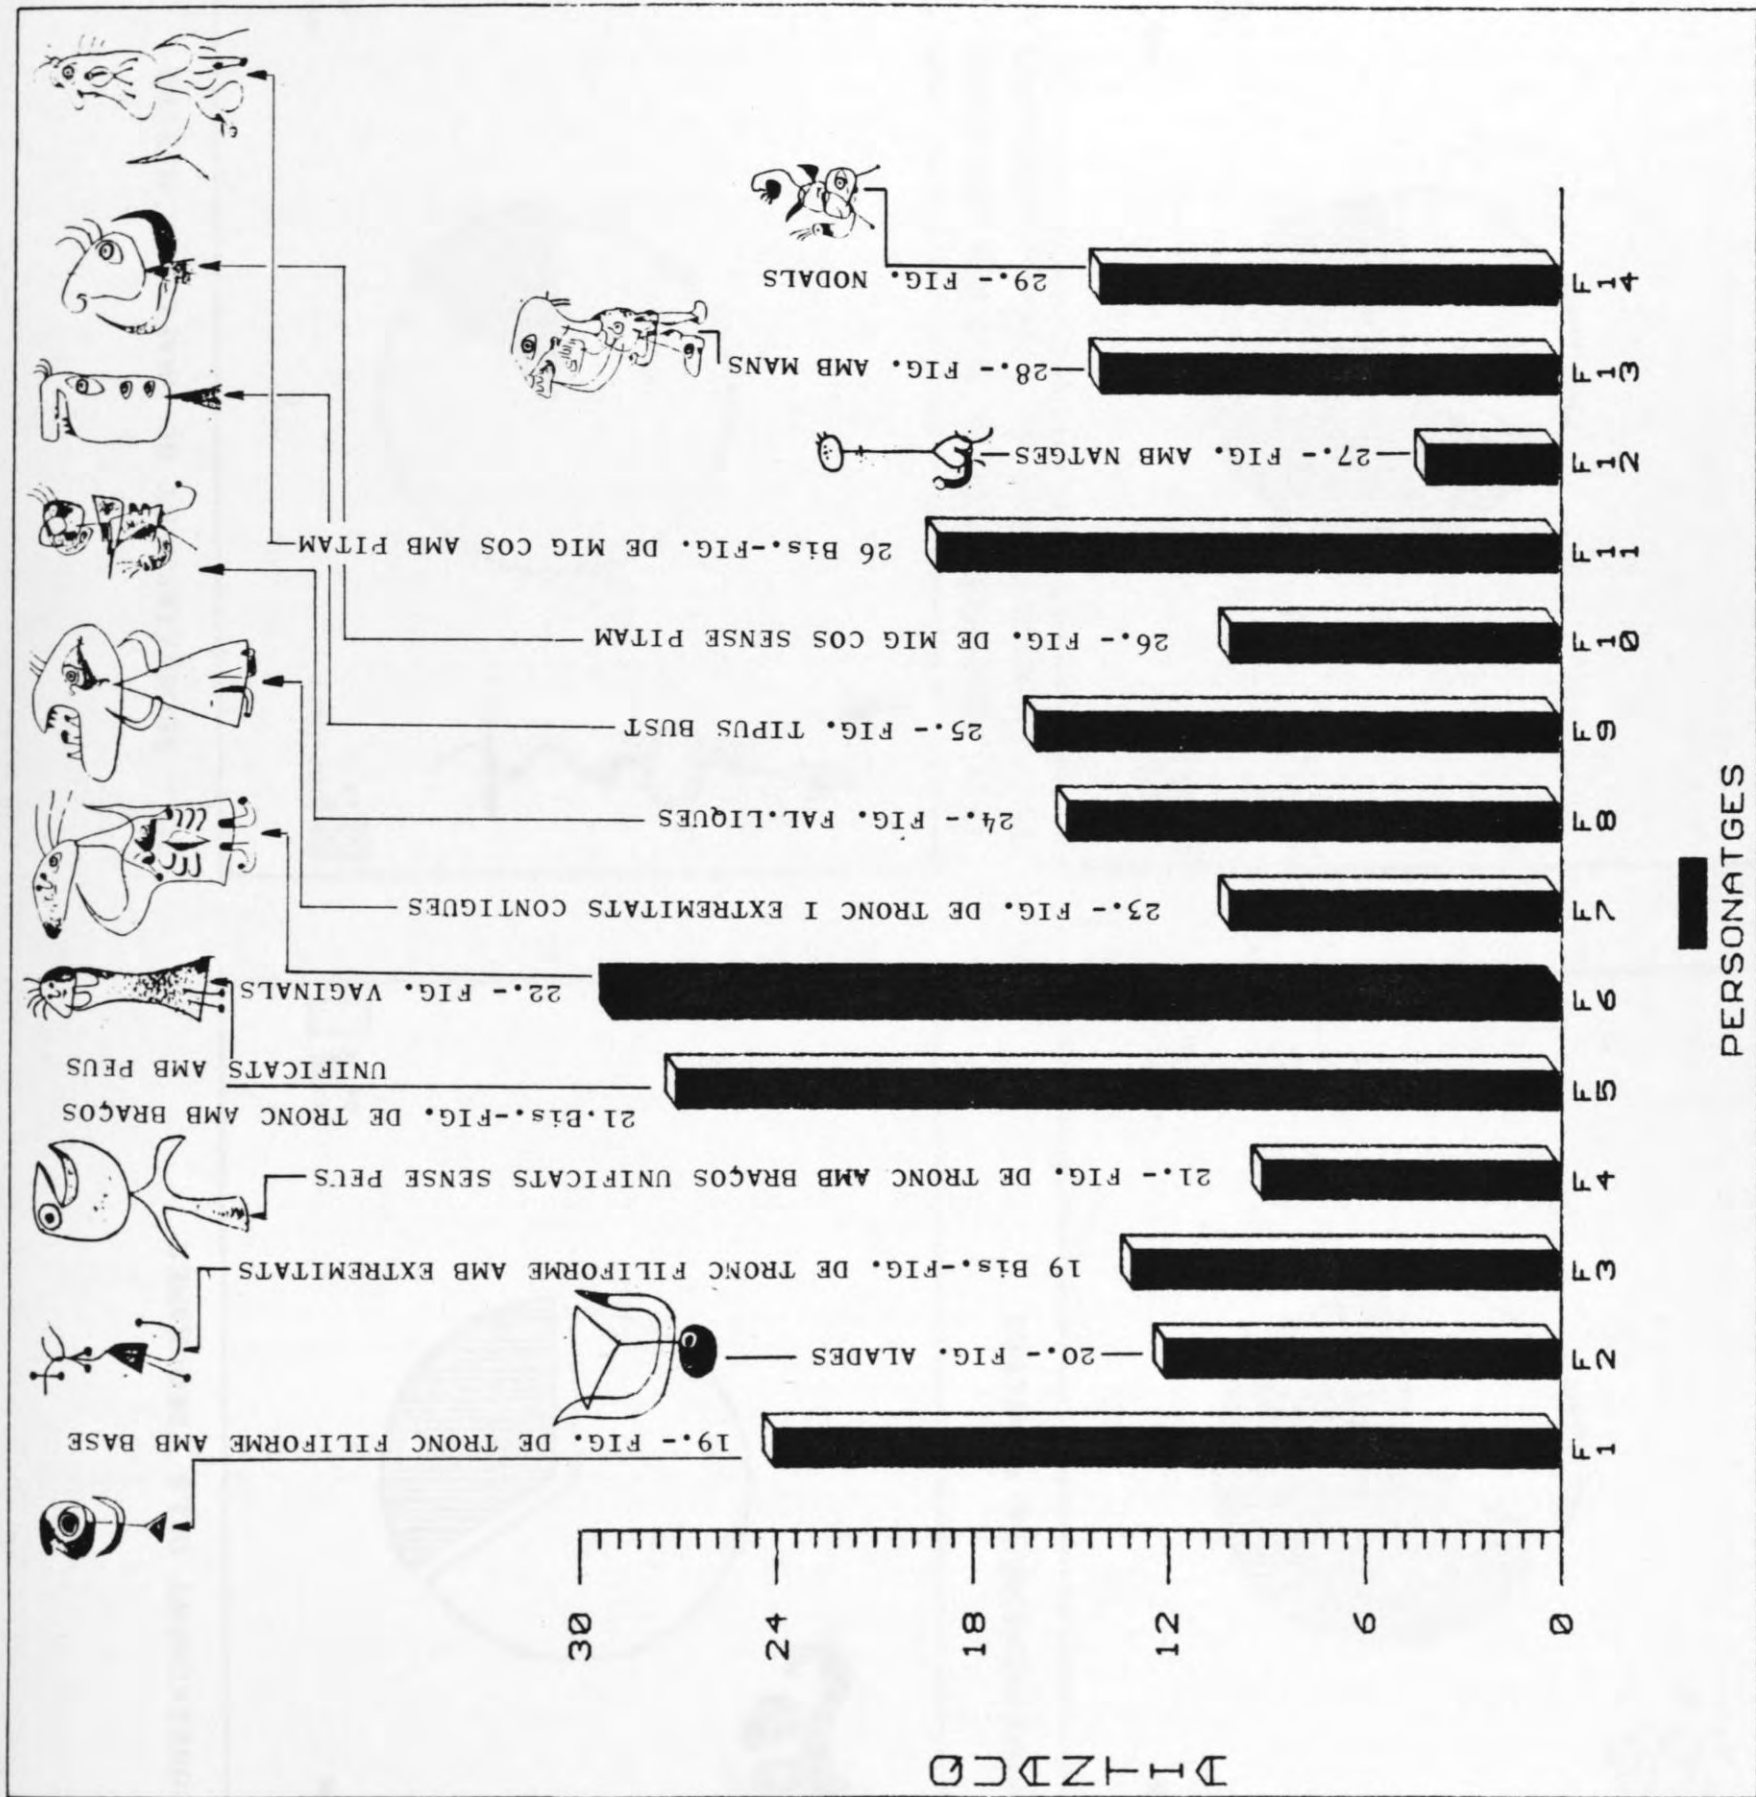 19.- FIG. DE TRONC FILIFORME AMB BASE
20.- FIG. ALADES
19 Bis.-FIG. DE TRONC FILIFORME AMB EXTREMITATS
21.- FIG. DE TRONC AMB BRAÇOS UNIFICATS SENSE PEUS
21.Bis.-FIG. DE TRONC AMB BRAÇOS
UNIFICATS AMB PEUS
22.- FIG. VAGINALS
23.- FIG. DE TRONC I EXTREMITATS CONTIGUES
24.- FIG. FAL.LIQUES
25.- FIG. TIPUS BUST
26.- FIG. DE MIG COS SENSE PITAM
26 Bis.-FIG. DE MIG COS AMB PITAM
27.- FIG. AMB NATGES
28.- FIG. AMB MANS
29.- FIG. NODALS
QUANTIA
30
24
18
12
6
0
F1
F2
F3
F4
F5
F6
F7
F8
F9
F10
F11
F12
F13
F14
PERSONATGES